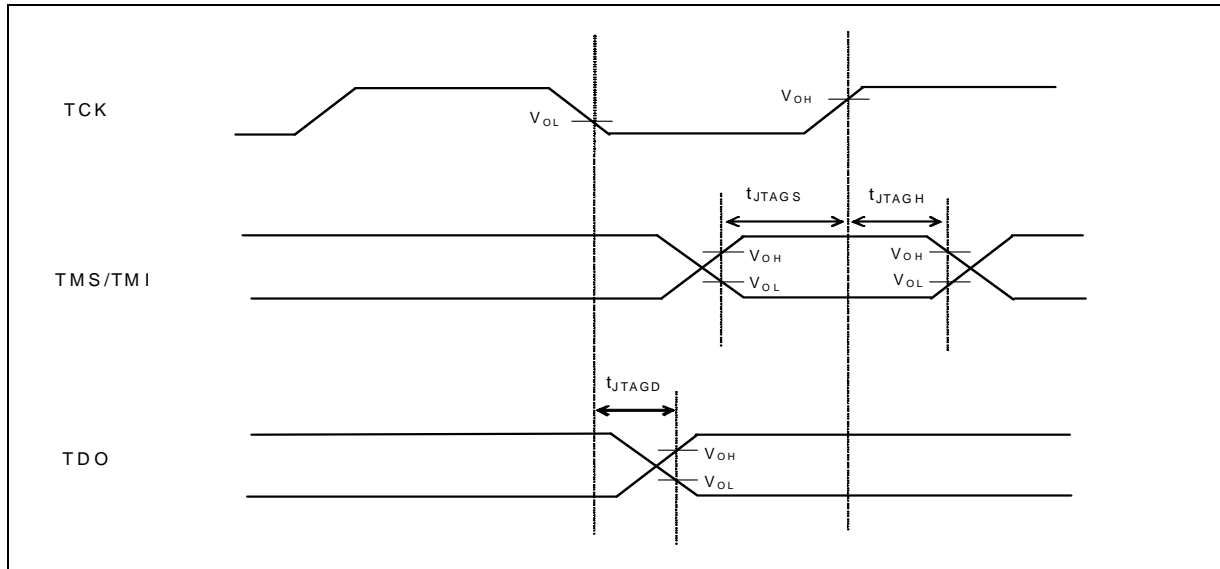 TCK
VOL
VOH
tJTAGS
tJTAGH
TMS/TMI
VOH
VOL
VOH
VOL
tJTAGD
TDO
VOH
VOL